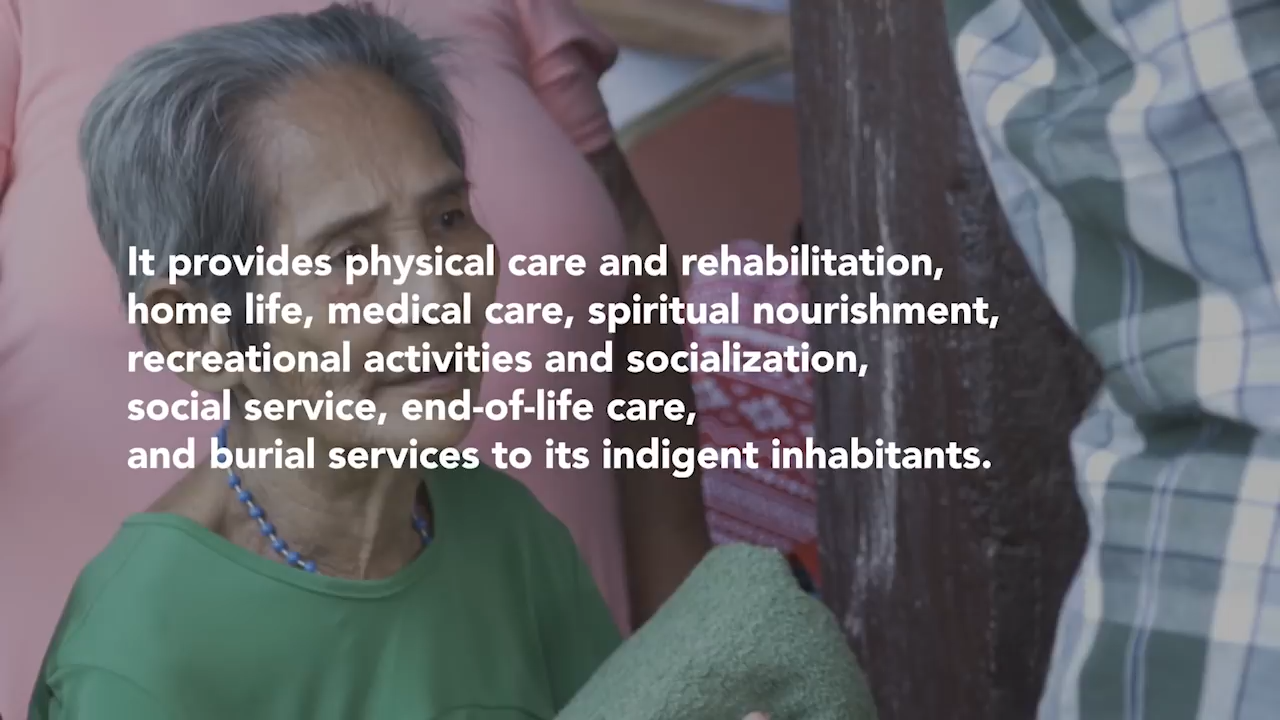 It provides physical care and rehabilitation,
home life, medical care, spiritual nourishment,
recreational activities and socialization,
social service, end-of-life care,
and burial services to its indigent inhabitants.